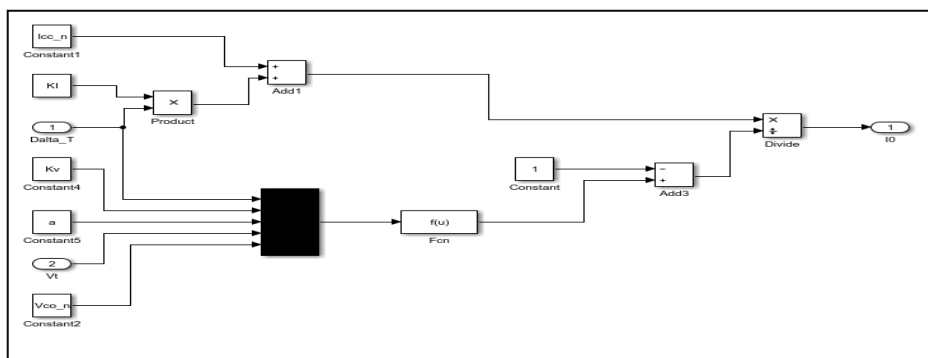 Icc_n
Constant1
KI
×
Product
+
+
Add1
1
Dalta_T
Kv
Constant4
a
Constant5
2
Vt
Vco_n
Constant2
f(u)
Fcn
1
Constant
−
+
Add3
×
÷
Divide
1
I0